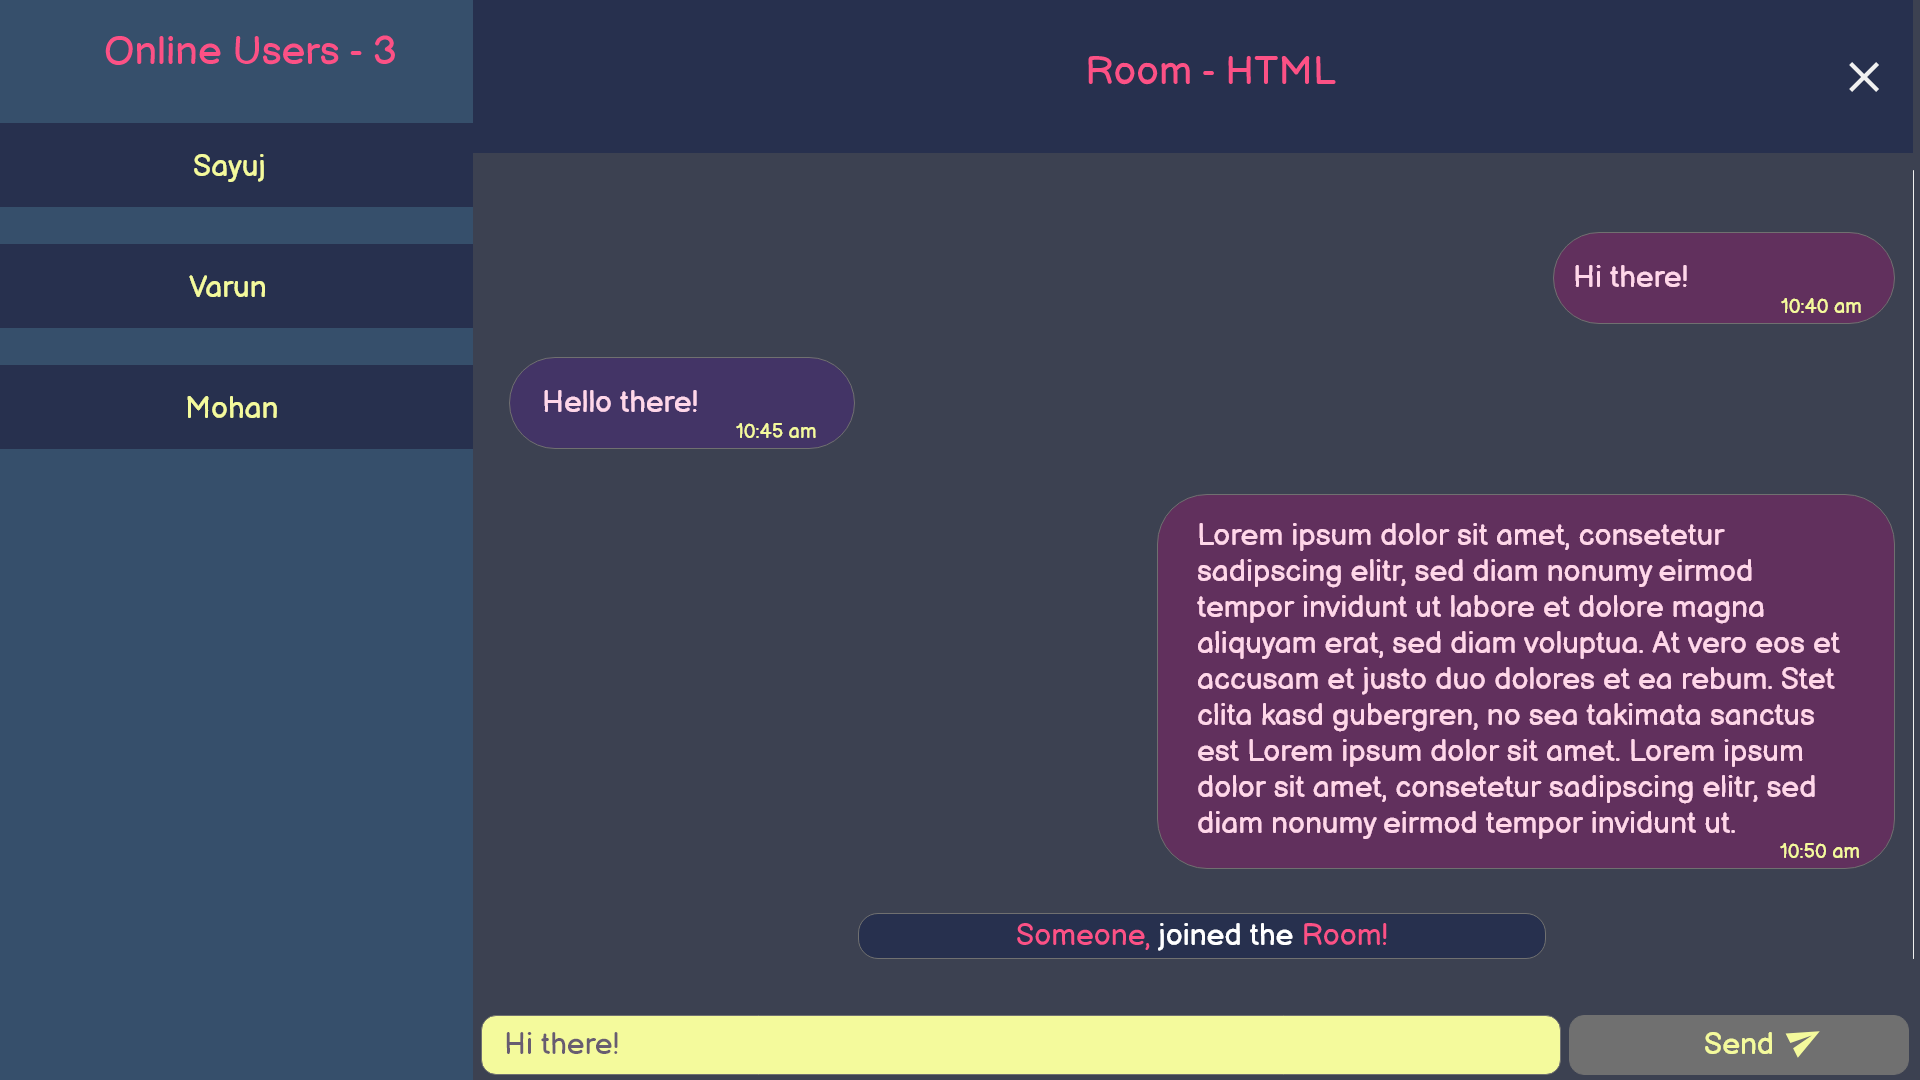 Online Users - 3
Sayuj
Varun
Mohan
Room - HTML
Hi there!
10:40 am
Hello there!
10:45 am
Lorem ipsum dolor sit amet, consetetur
sadipscing elitr, sed diam nonumy eirmod
tempor invidunt ut labore et dolore magna
aliquyam erat, sed diam voluptua. At vero eos et
accusam et justo duo dolores et ea rebum. Stet
clita kasd gubergren, no sea takimata sanctus
est Lorem ipsum dolor sit amet. Lorem ipsum
dolor sit amet, consetetur sadipscing elitr, sed
diam nonumy eirmod tempor invidunt ut.
10:50 am
Someone, joined the Room!
Hi there!
Send